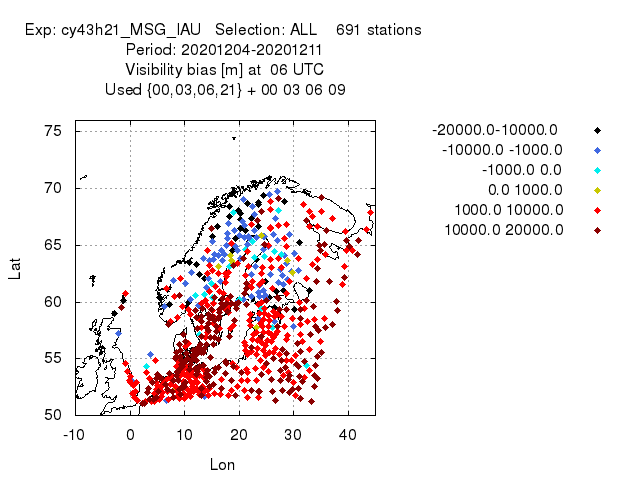 Exp: cy43h21_MSG_IAU Selection: ALL 691 stations
Period: 20201204-20201211
Visibility bias [m] at 06 UTC
Used {00,03,06,21} + 00 03 06 09
-20000.0-10000.0
-10000.0 -1000.0
-1000.0 0.0
0.0 1000.0
1000.0 10000.0
10000.0 20000.0
75
70
65
60
55
50
Lat
-10 0 10 20 30 40
Lon